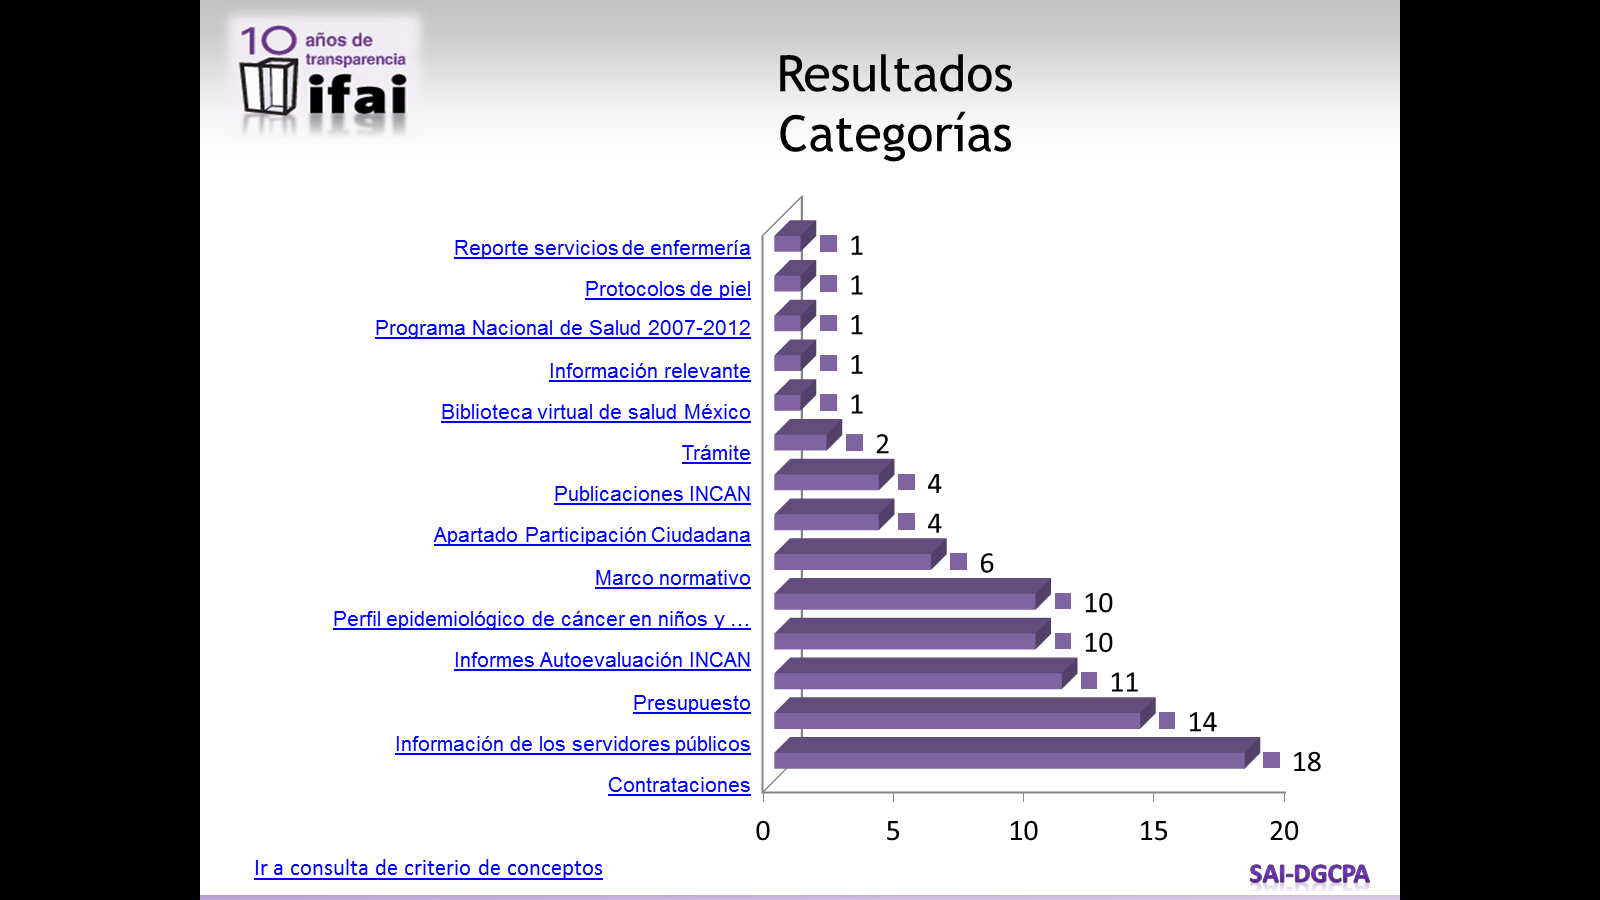 10 años de
transparencia
ifai
Resultados
Categorías
Reporte servicios de enfermería 1
Protocolos de piel 1
Programa Nacional de Salud 2007-2012 1
Información relevante 1
Biblioteca virtual de salud México 1
Trámite 2
Publicaciones INCAN 4
Apartado Participación Ciudadana 4
Marco normativo 6
Perfil epidemiológico de cáncer en niños y ... 10
Informes Autoevaluación INCAN 10
Presupuesto 11
Información de los servidores públicos 14
Contrataciones 18
0 5 10 15 20
Ir a consulta de criterio de conceptos
SAI-DGCPA